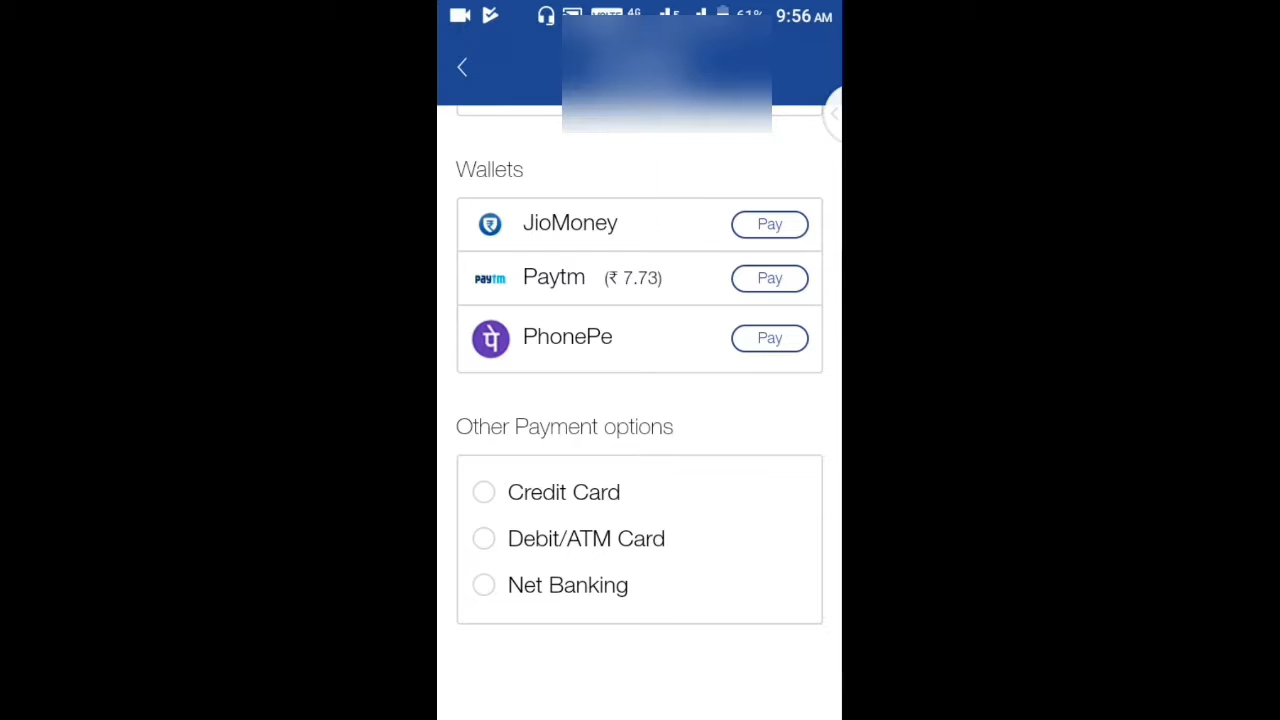 9:56 AM
Wallets
JioMoney Pay
paytm Paytm (₹ 7.73) Pay
पे PhonePe Pay
Other Payment options
Credit Card
Debit/ATM Card
Net Banking